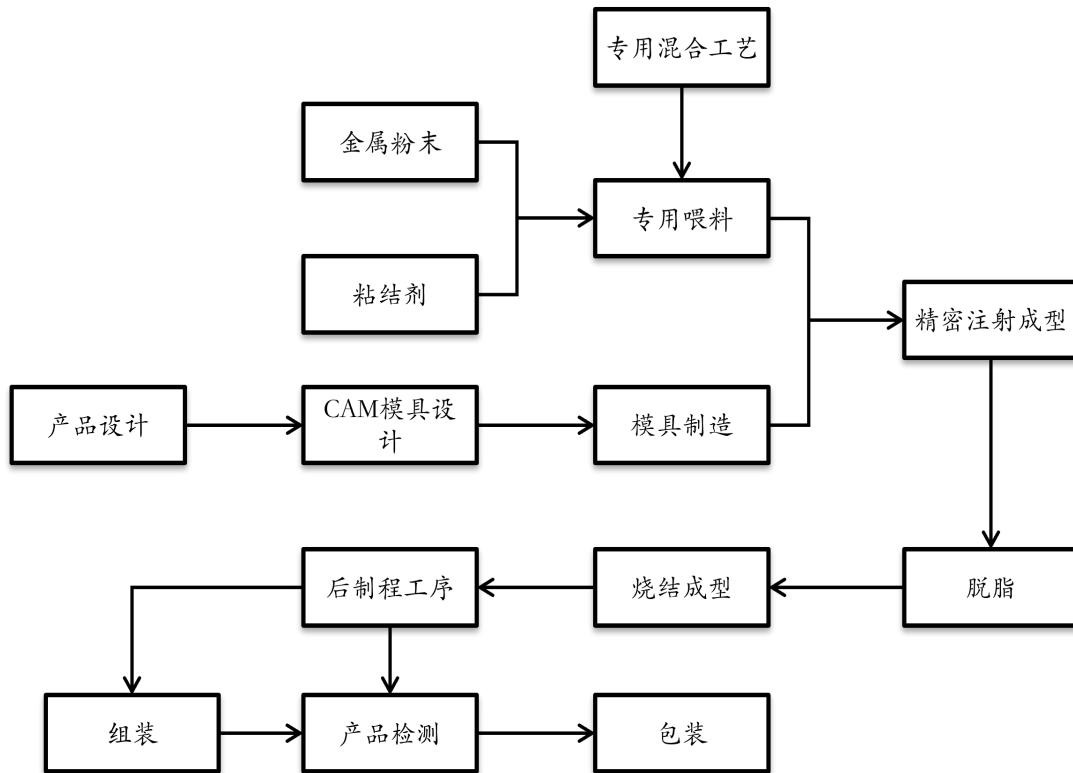 专用混合工艺
金属粉末
专用喂料
粘结剂
精密注射成型
产品设计
CAM模具设
计
模具制造
后制程工序
烧结成型
脱脂
组装
产品检测
包装